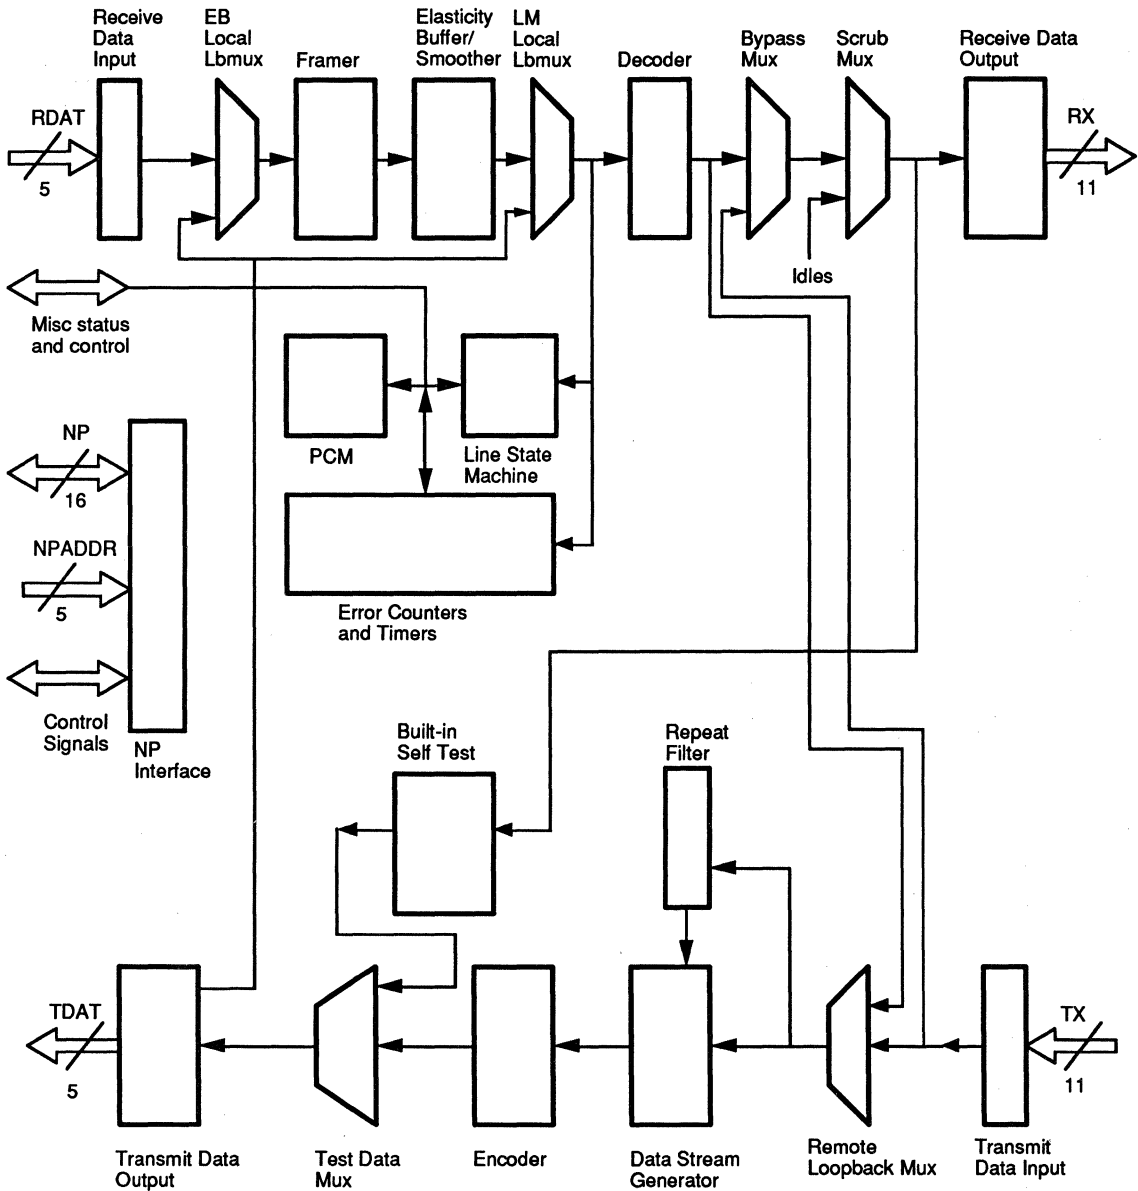 Receive
Data
Input
EB
Local
Lbmux
Framer
Elasticity
Buffer/
Smoother
LM
Local
Lbmux
Decoder
Bypass
Mux
Scrub
Mux
Receive Data
Output
RDAT
5
RX
11
Idles
Misc status
and control
PCM
Line State
Machine
NP
16
NPADDR
5
Error Counters
and Timers
Control
Signals
NP
Interface
Built-in
Self Test
Repeat
Filter
TDAT
5
TX
11
Transmit Data
Output
Test Data
Mux
Encoder
Data Stream
Generator
Remote
Loopback Mux
Transmit
Data Input